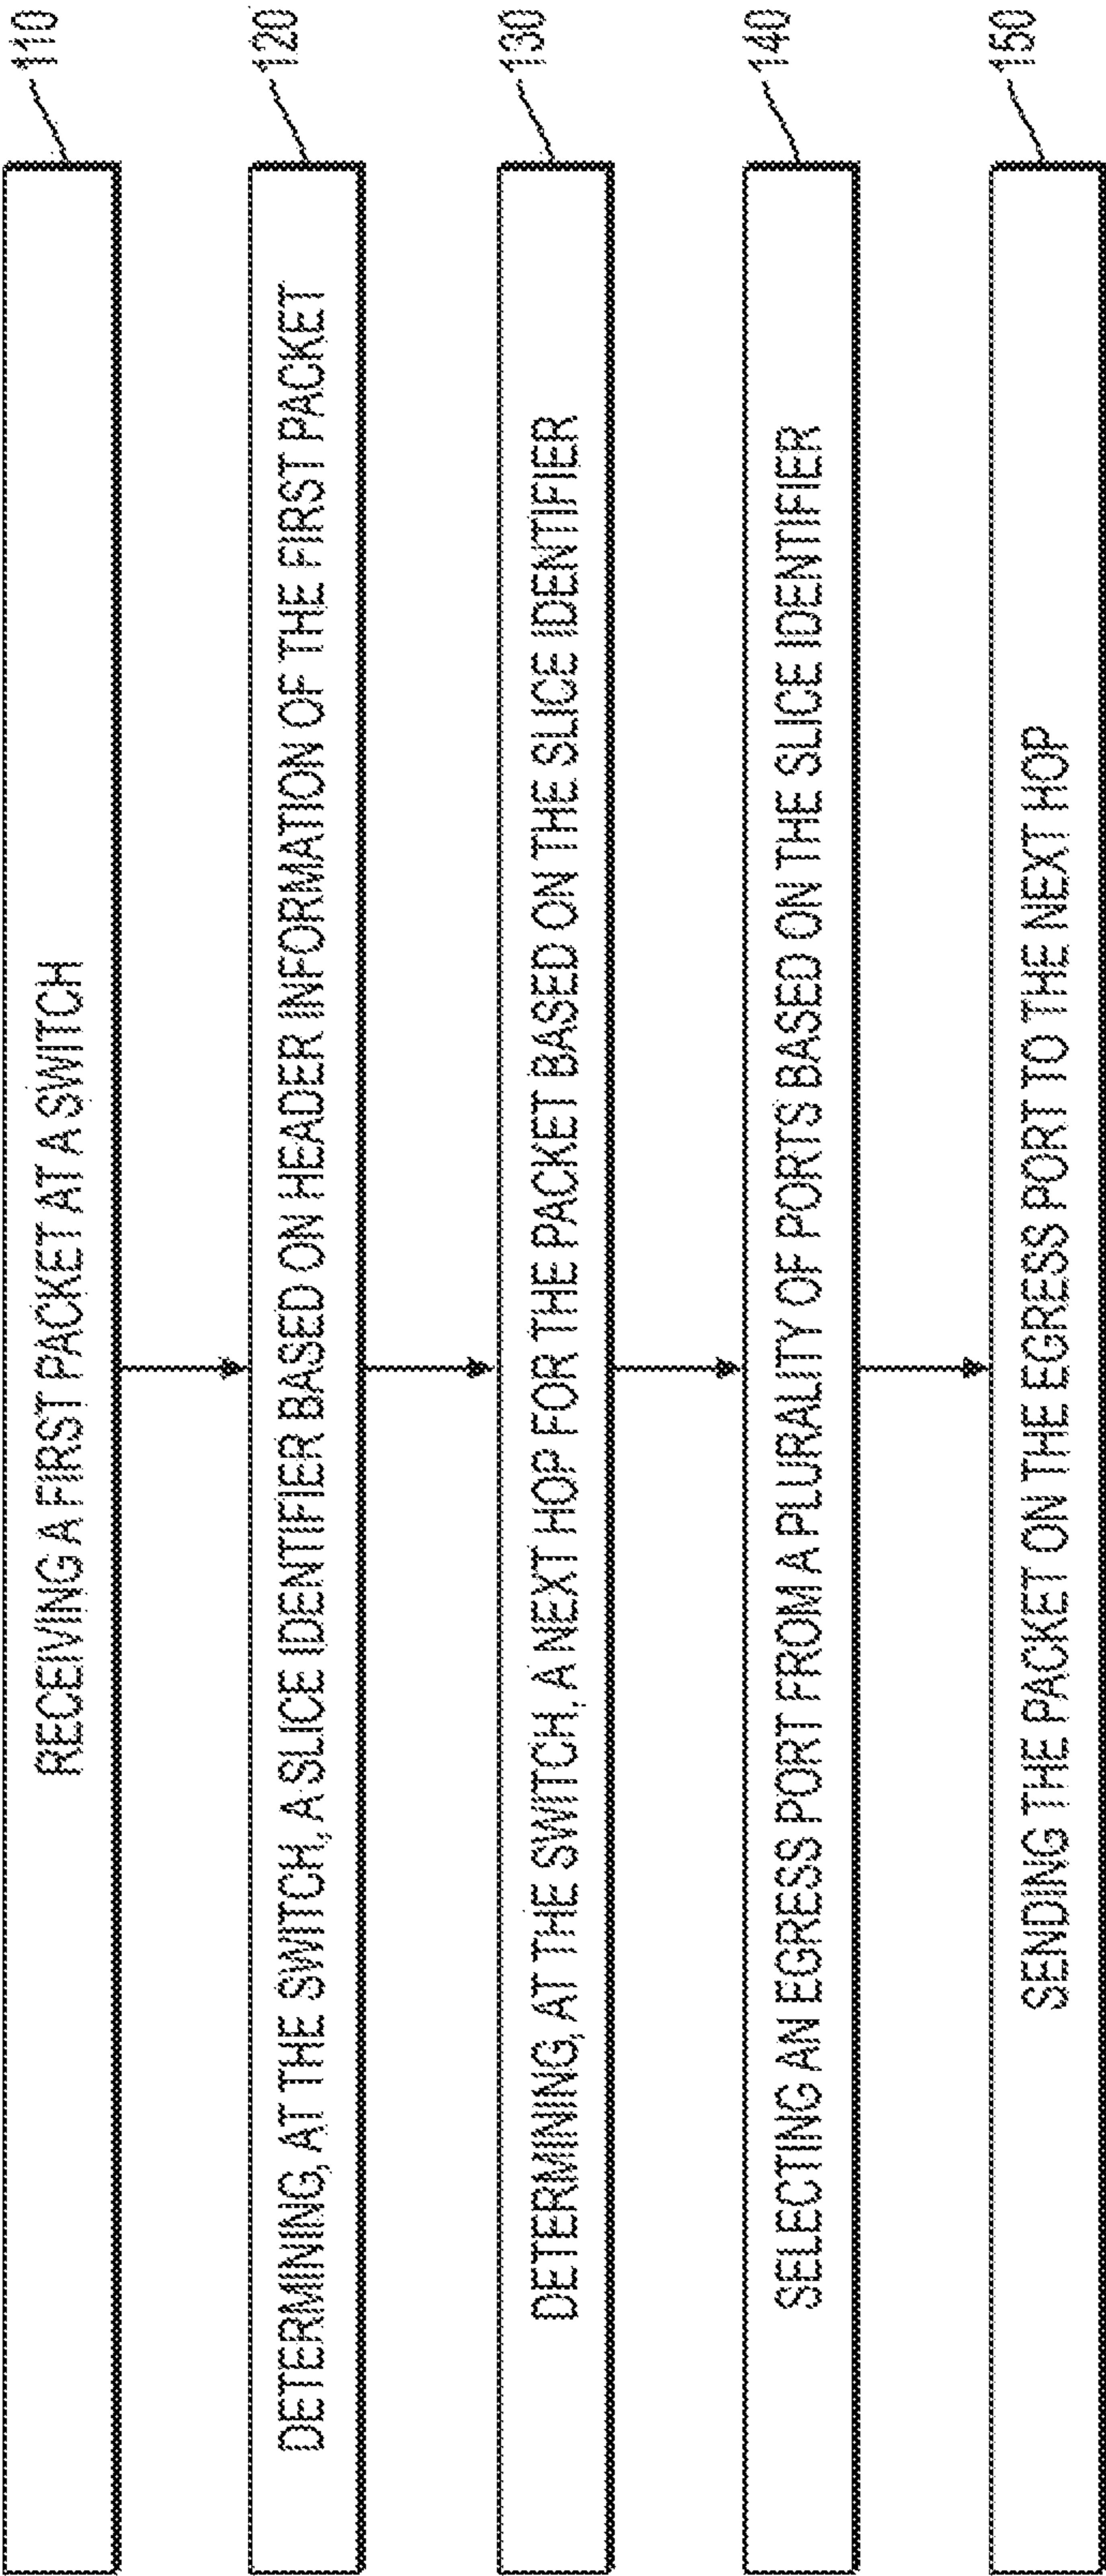 RECEIVING A FIRST PACKET AT A SWITCH
110
DETERMINING, AT THE SWITCH, A SLICE IDENTIFIER BASED ON HEADER INFORMATION OF THE FIRST PACKET
120
DETERMINING, AT THE SWITCH, A NEXT HOP FOR THE PACKET BASED ON THE SLICE IDENTIFIER
130
SELECTING AN EGRESS PORT FROM A PLURALITY OF PORTS BASED ON THE SLICE IDENTIFIER
140
SENDING THE PACKET ON THE EGRESS PORT TO THE NEXT HOP
150